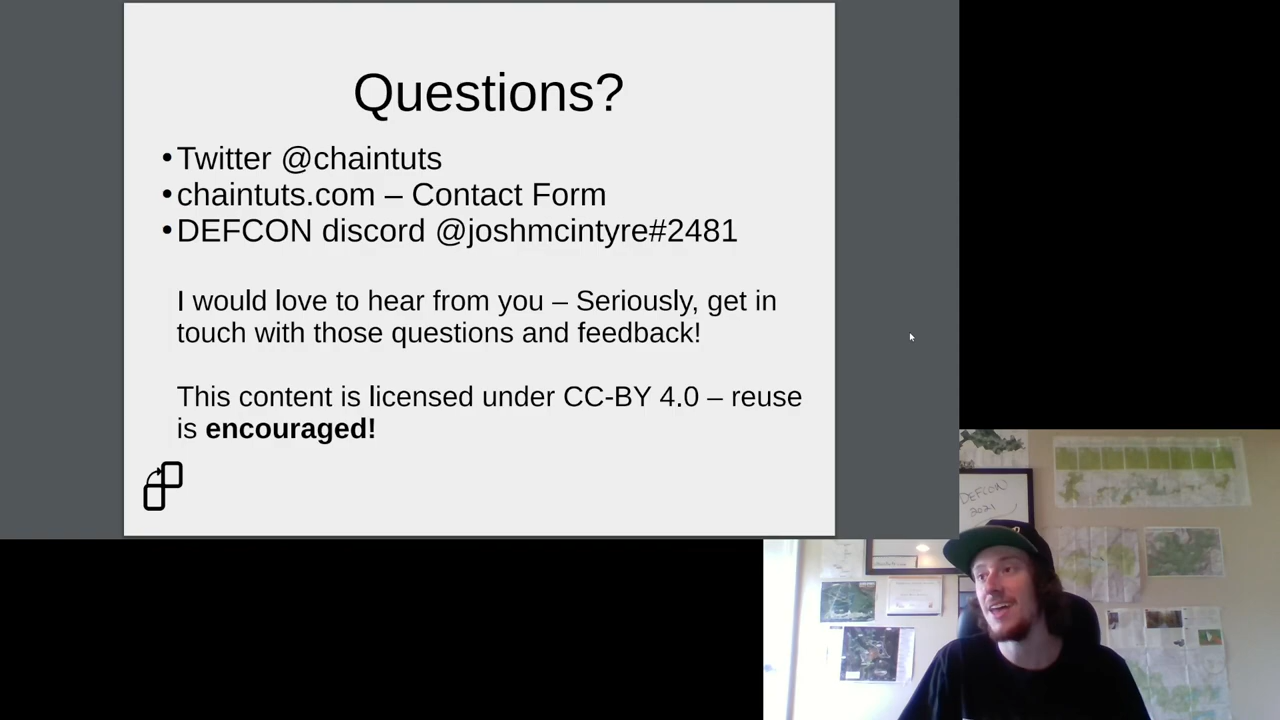 Questions?
•Twitter @chaintuts
•chaintuts.com – Contact Form
•DEFCON discord @joshmcintyre#2481
I would love to hear from you – Seriously, get in
touch with those questions and feedback!
This content is licensed under CC-BY 4.0 – reuse
is encouraged!
DEFCON
2021